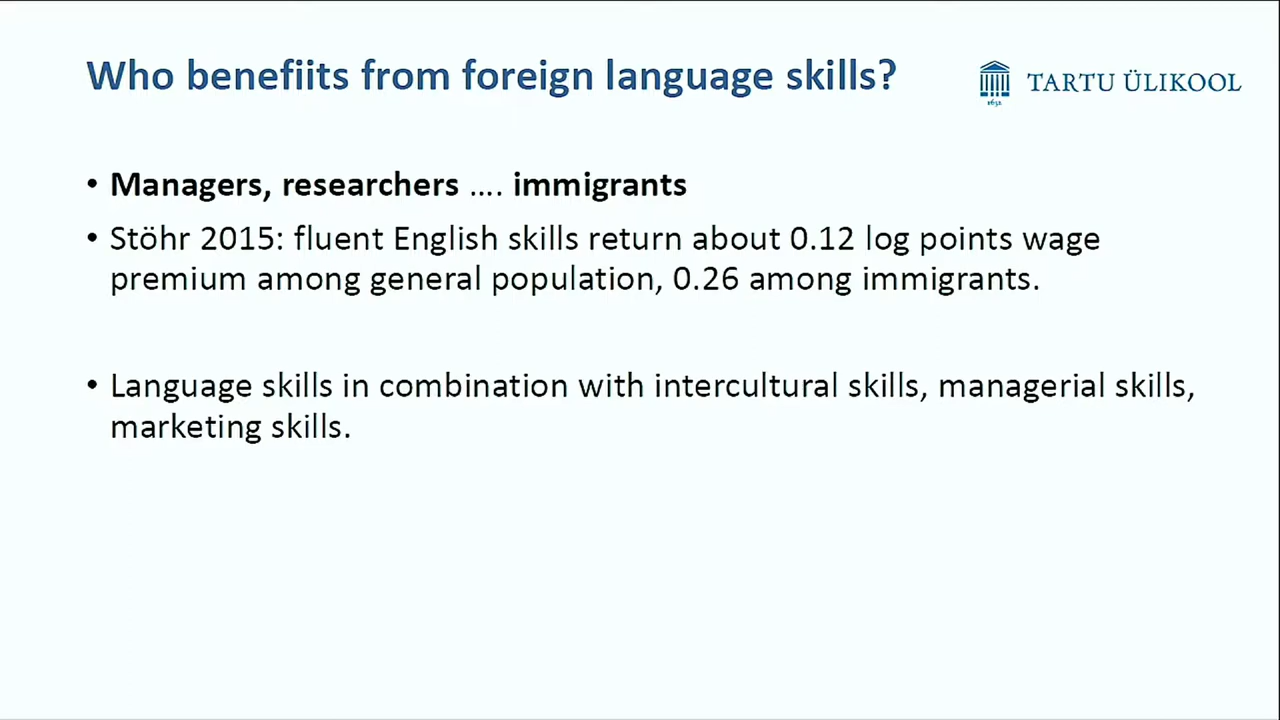 Who benefiits from foreign language skills?
TARTU ÜLIKOOL
1632
• Managers, researchers .... immigrants
• Stöhr 2015: fluent English skills return about 0.12 log points wage
premium among general population, 0.26 among immigrants.
• Language skills in combination with intercultural skills, managerial skills,
marketing skills.